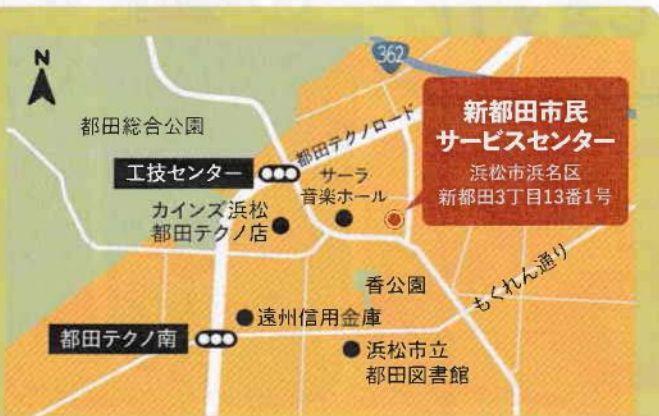 N
362
都田総合公園
都田テクノロード
新都田市民
サービスセンター
浜松市浜名区
新都田3丁目13番1号
工技センター
サーラ
音楽ホール
カインズ浜松
都田テクノ店
香公園
もくれん通り
遠州信用金庫
都田テクノ南
浜松市立
都田図書館